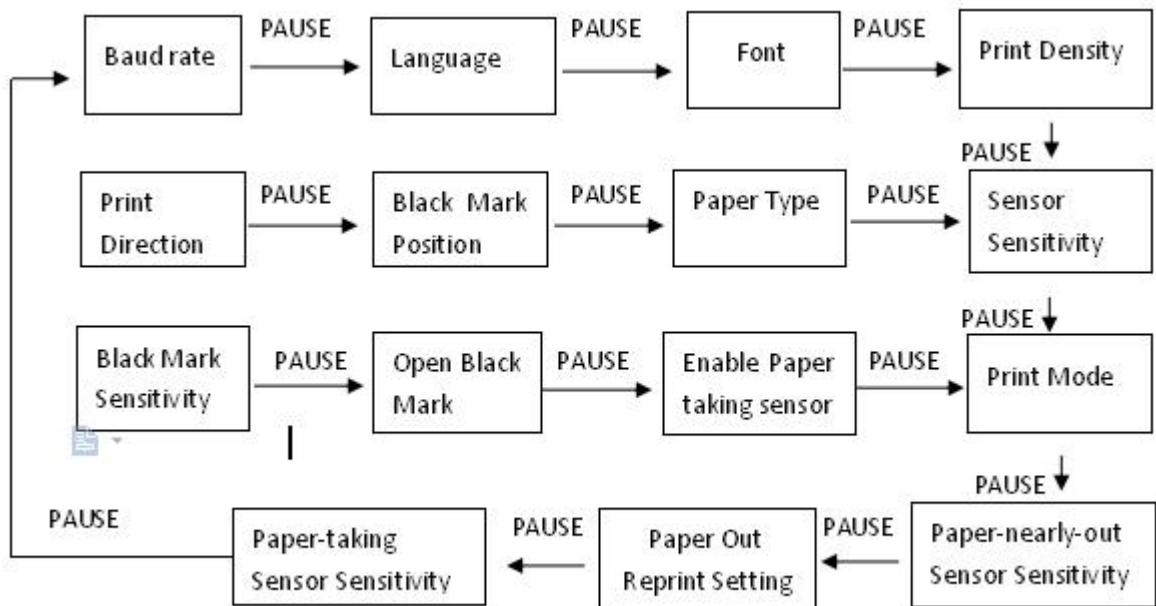 PAUSE PAUSE PAUSE
Baud rate Language Font Print Density
PAUSE
Print PAUSE Black Mark PAUSE Paper Type PAUSE Sensor
Direction Position Sensitivity
PAUSE
Black Mark PAUSE Open Black PAUSE Enable Paper PAUSE Print Mode
Sensitivity Mark taking sensor
PAUSE
PAUSE Paper-taking PAUSE Paper Out PAUSE Paper-nearly-out
Sensor Sensitivity Reprint Setting Sensor Sensitivity